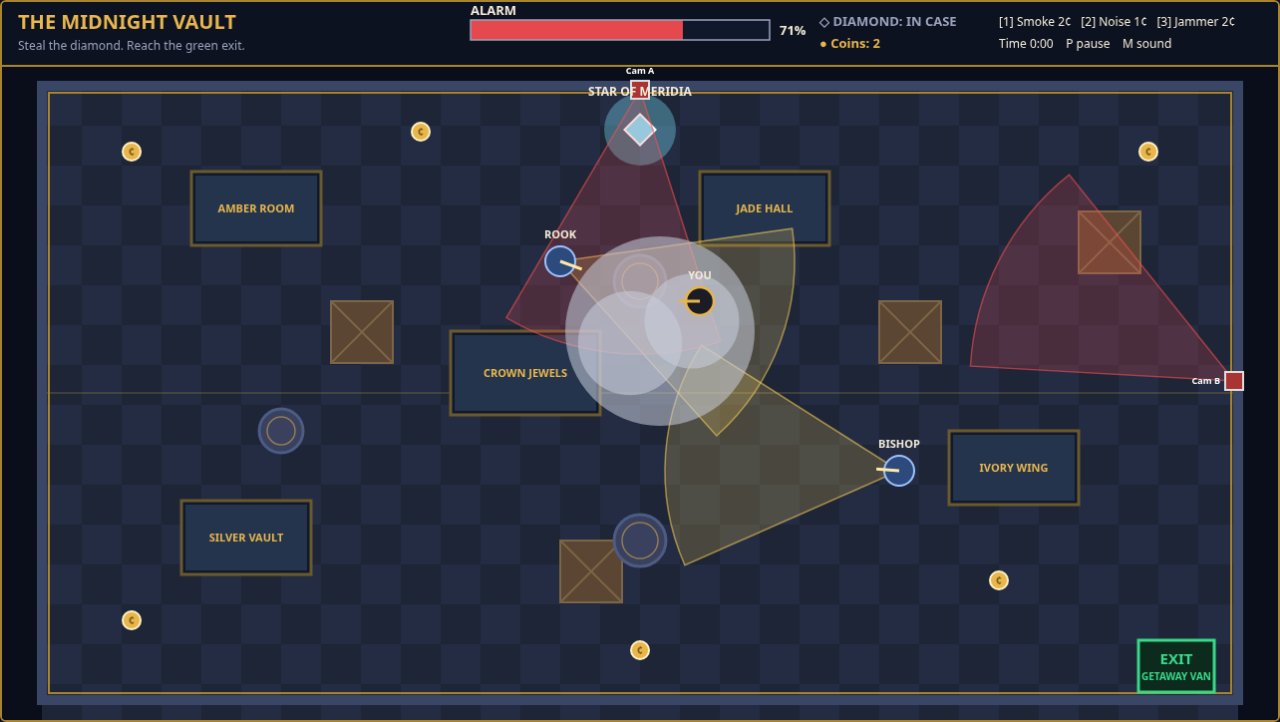 THE MIDNIGHT VAULT
Steal the diamond. Reach the green exit.
ALARM
71%
◇ DIAMOND: IN CASE
● Coins: 2
[1] Smoke 2¢ [2] Noise 1¢ [3] Jammer 2¢
Time 0:00 P pause M sound
Cam A
STAR OF MERIDIA
¢
¢
¢
AMBER ROOM
JADE HALL
ROOK
YOU
CROWN JEWELS
Cam B
BISHOP
IVORY WING
SILVER VAULT
¢
¢
¢
EXIT
GETAWAY VAN